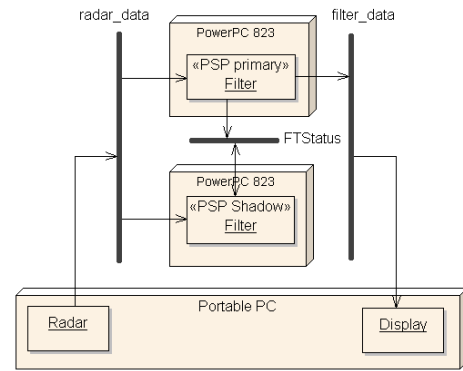 radar_data
filter_data
PowerPC 823
«PSP primary»
Filter
FTStatus
PowerPC 823
«PSP Shadow»
Filter
Portable PC
Radar
Display